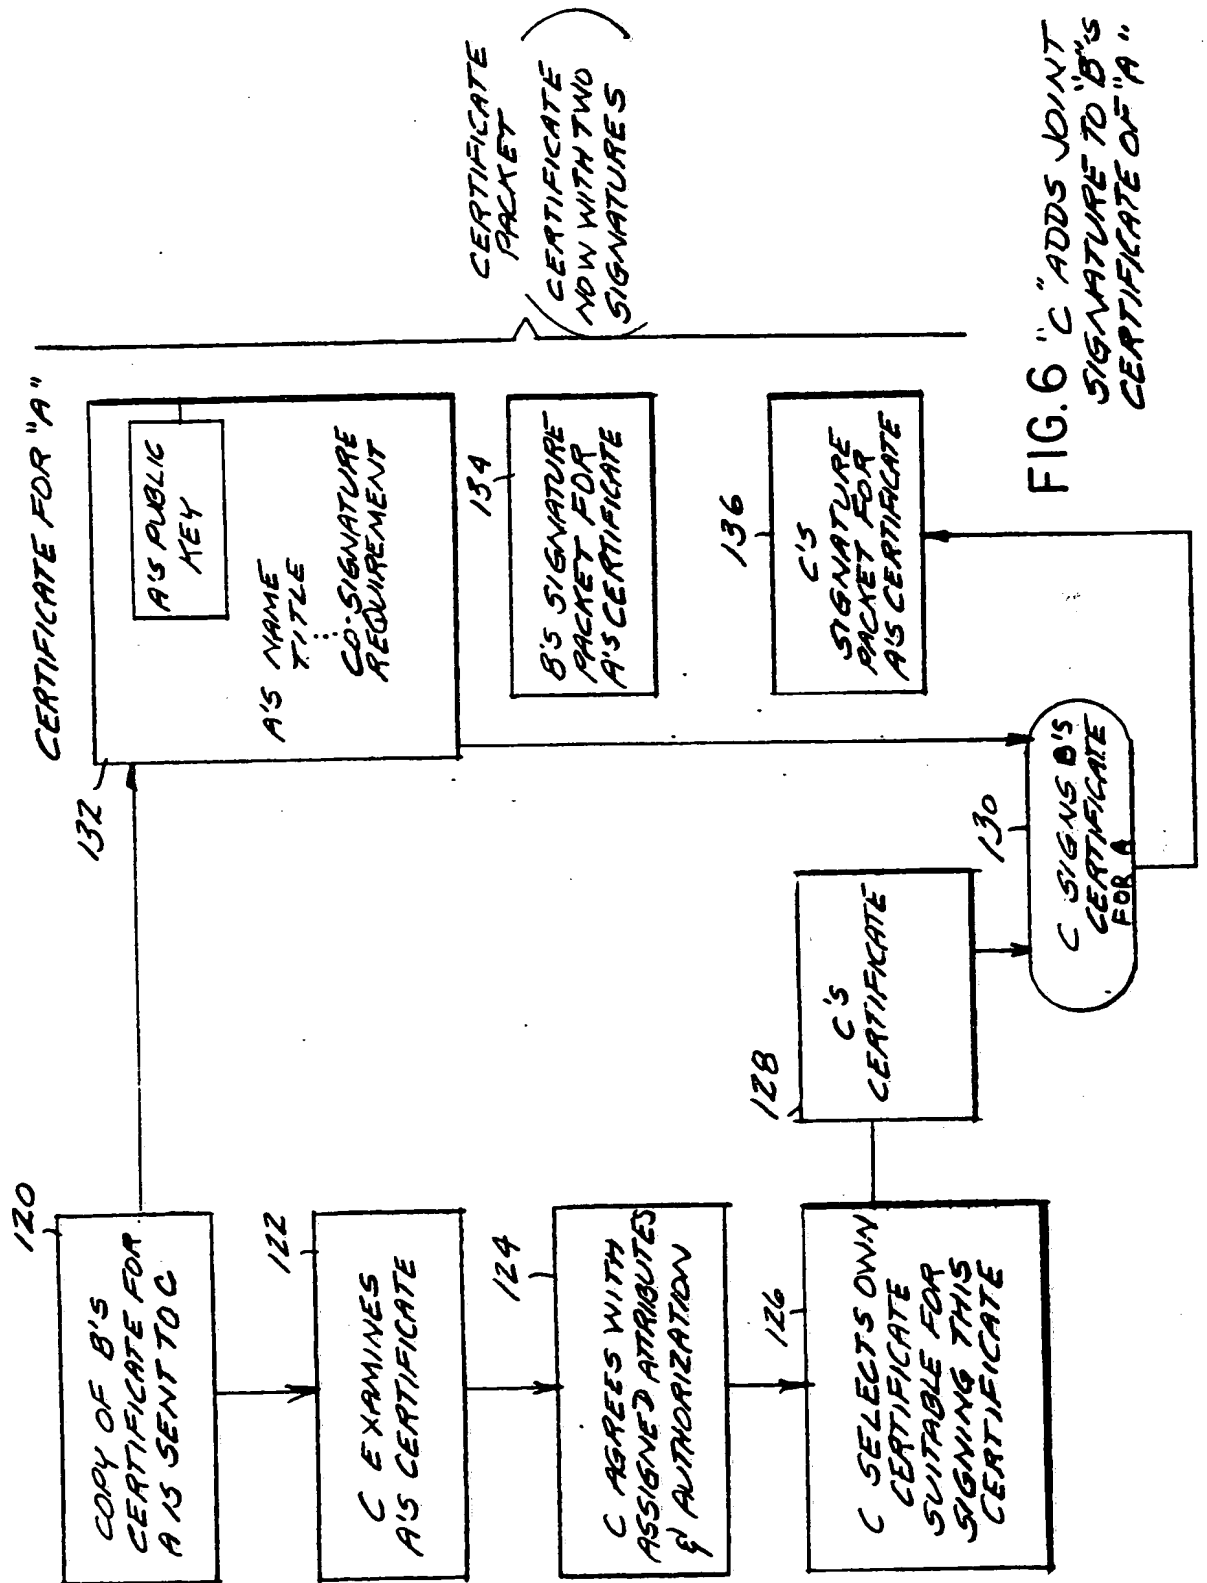 120
COPY OF B'S
CERTIFICATE FOR
A IS SENT TO C
122
C EXAMINES
A'S CERTIFICATE
124
C AGREES WITH
ASSIGNED ATTRIBUTES
& AUTHORIZATION
126
C SELECTS OWN
CERTIFICATE
SUITABLE FOR
SIGNING THIS
CERTIFICATE
128
C'S
CERTIFICATE
130
C SIGNS B'S
CERTIFICATE
FOR A
CERTIFICATE FOR "A"
132
A'S PUBLIC
KEY
A'S NAME
TITLE
⋮
CO-SIGNATURE
REQUIREMENT
134
B'S SIGNATURE
PACKET FOR
A'S CERTIFICATE
136
C'S
SIGNATURE
PACKET FOR
A'S CERTIFICATE
CERTIFICATE
PACKET
(CERTIFICATE
NOW WITH TWO
SIGNATURES)
FIG.6 "C" ADDS JOINT
SIGNATURE TO "B"'S
CERTIFICATE OF "A"